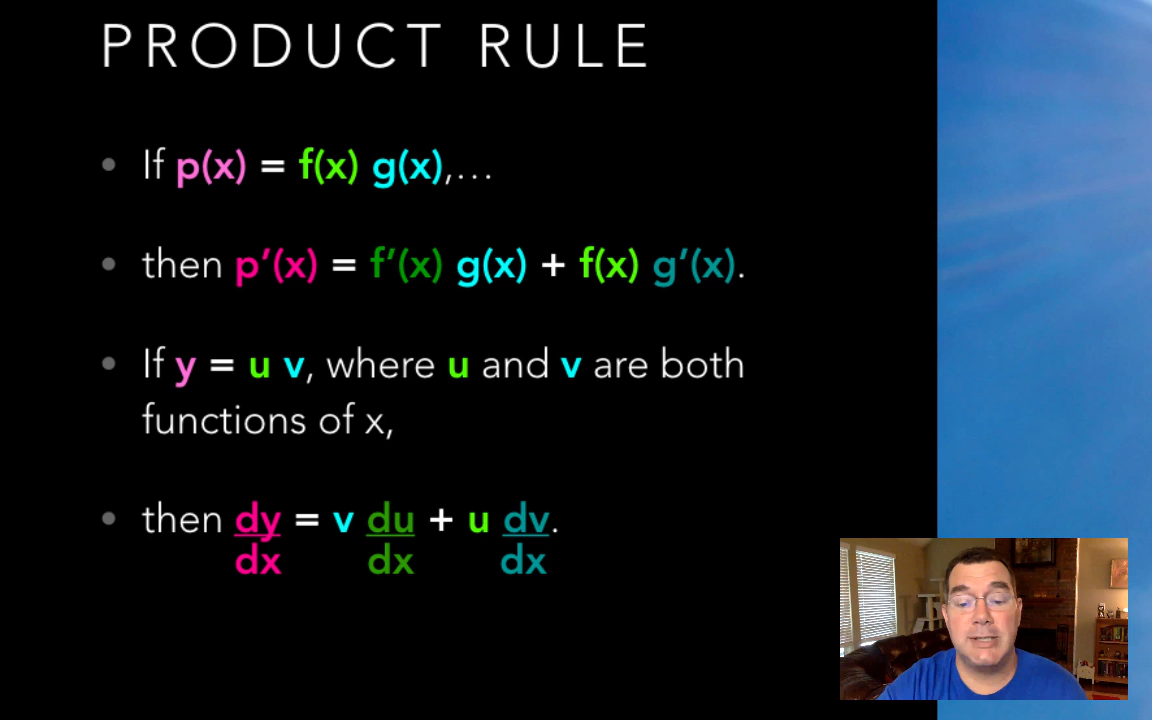 PRODUCT RULE
• If p(x) = f(x) g(x),…
• then p′(x) = f′(x) g(x) + f(x) g′(x).
• If y = u v, where u and v are both
functions of x,
• then dy = v du + u dv.
dx dx dx